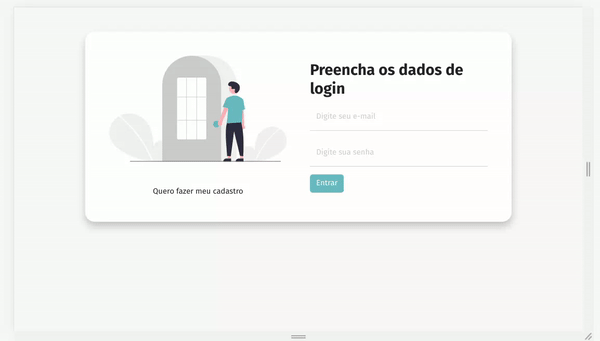 Preencha os dados de
login
Digite seu e-mail
Digite sua senha
Entrar
Quero fazer meu cadastro